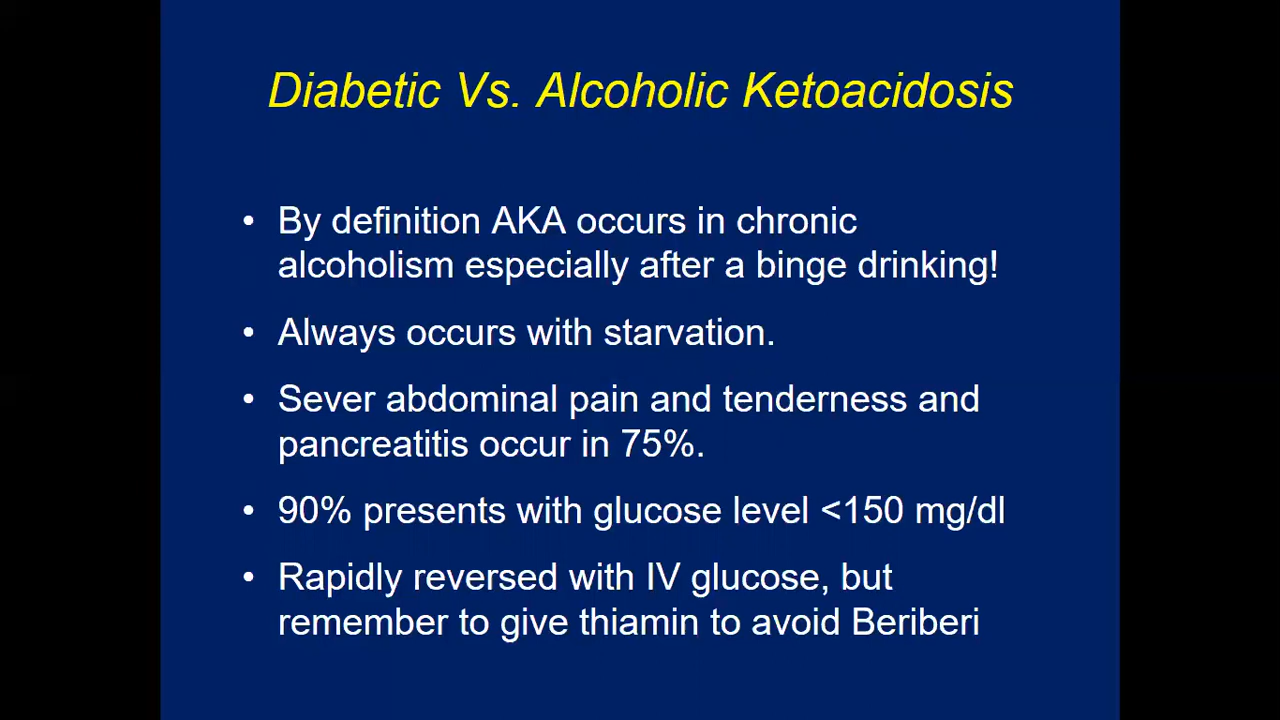 Diabetic Vs. Alcoholic Ketoacidosis
• By definition AKA occurs in chronic
alcoholism especially after a binge drinking!
• Always occurs with starvation.
• Sever abdominal pain and tenderness and
pancreatitis occur in 75%.
• 90% presents with glucose level <150 mg/dl
• Rapidly reversed with IV glucose, but
remember to give thiamin to avoid Beriberi